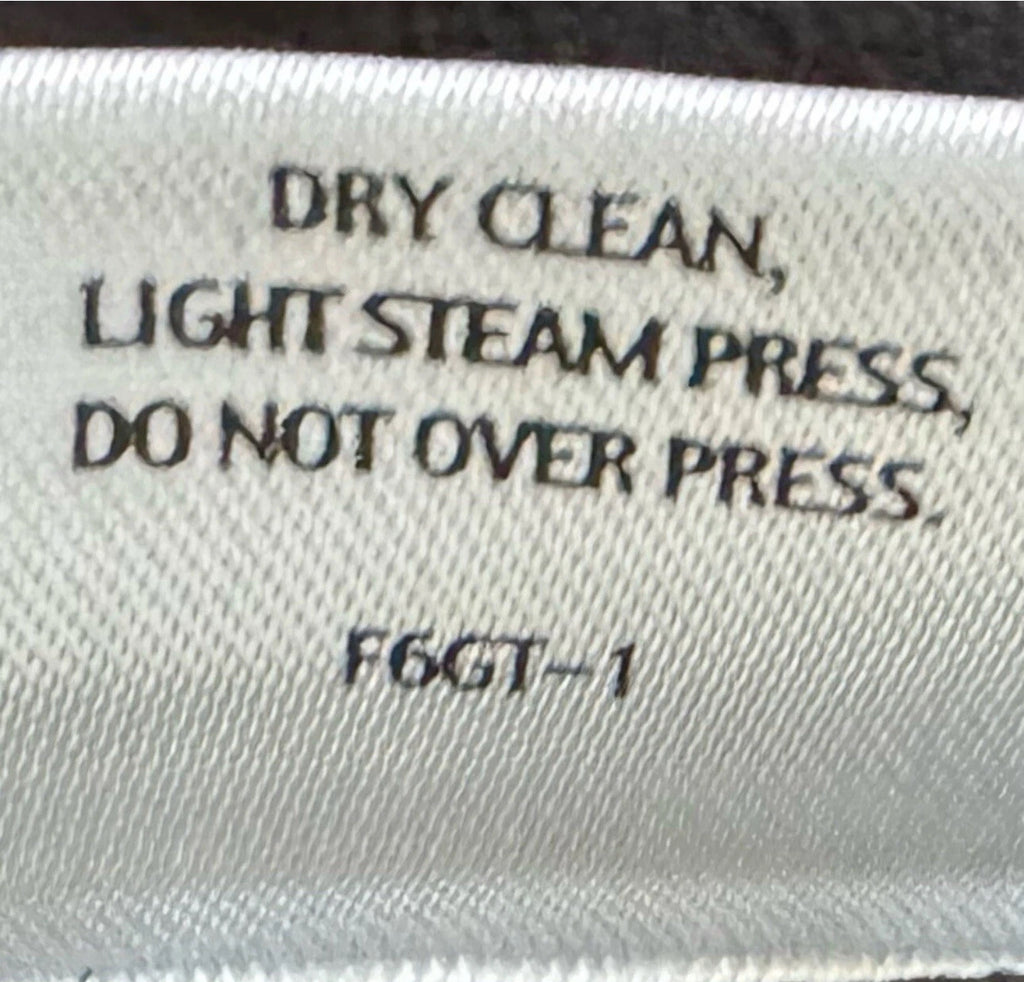 DRY CLEAN,
LIGHT STEAM PRESS,
DO NOT OVER PRESS.
F6GT-1